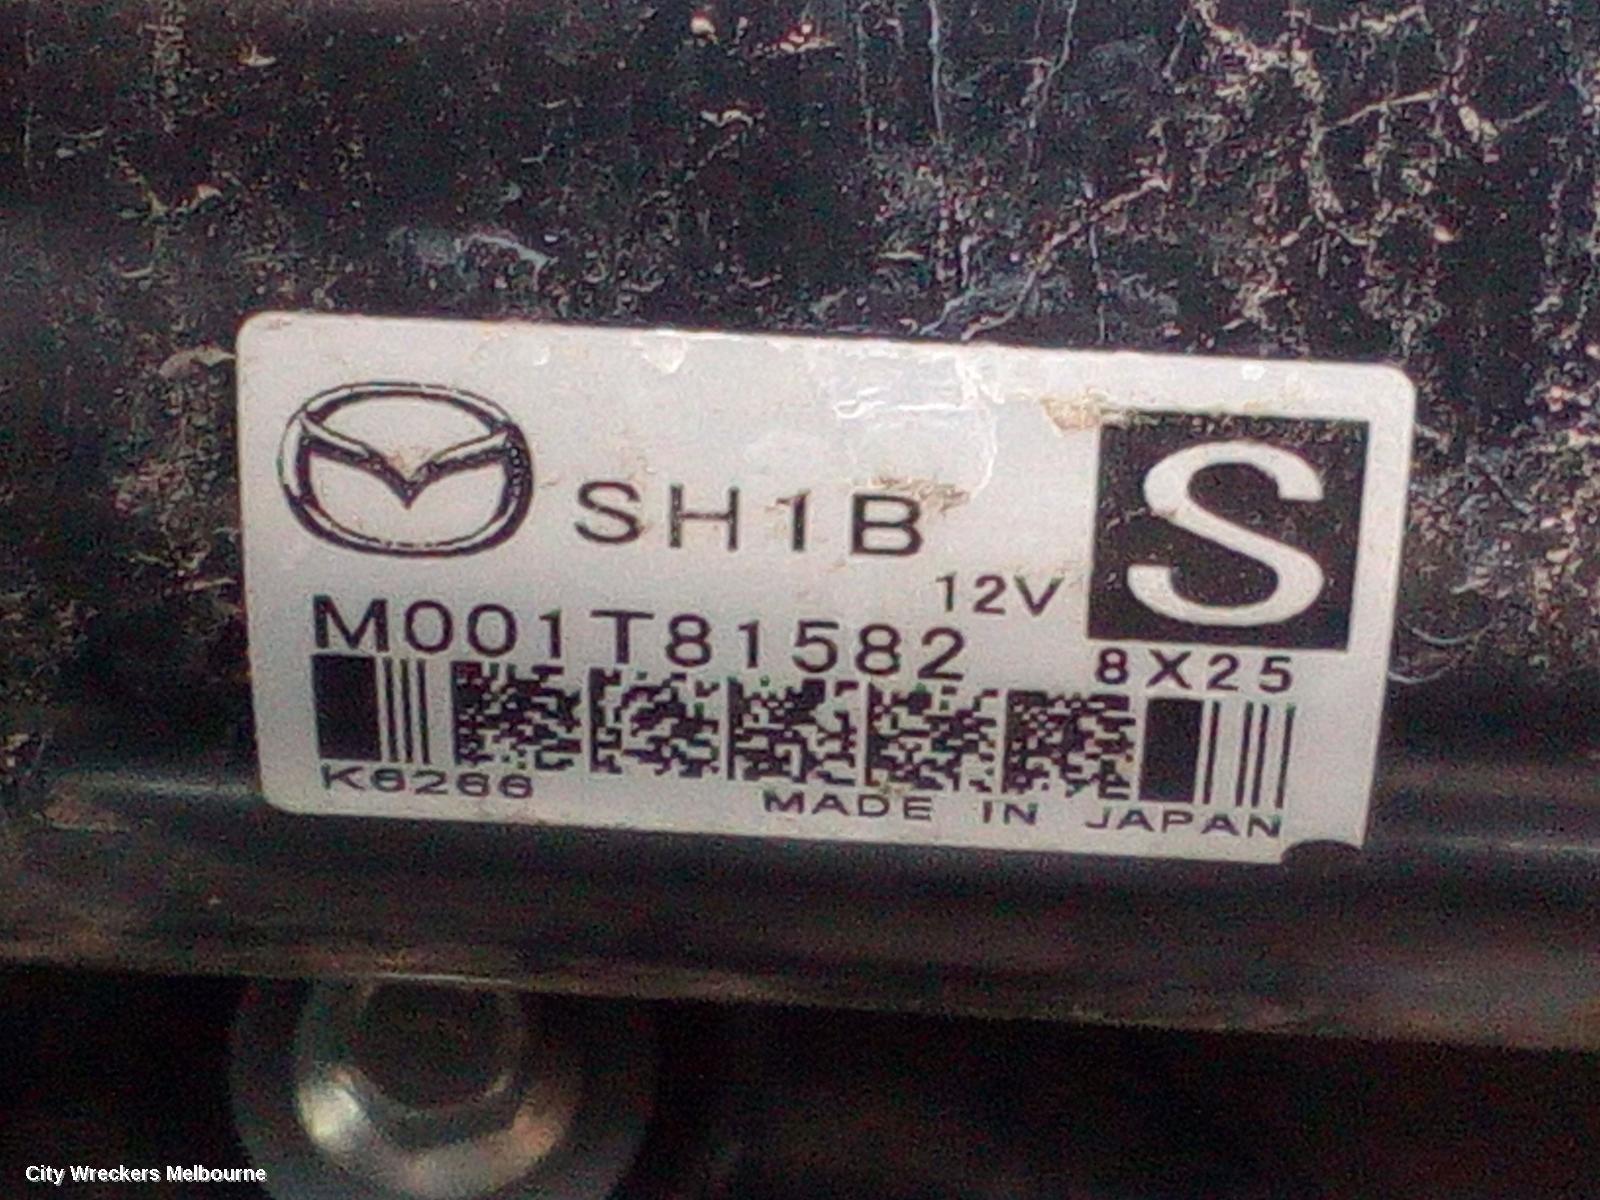 SH1B
S
12V
M001T81582
8X25
K6266
MADE IN JAPAN
City Wreckers Melbourne